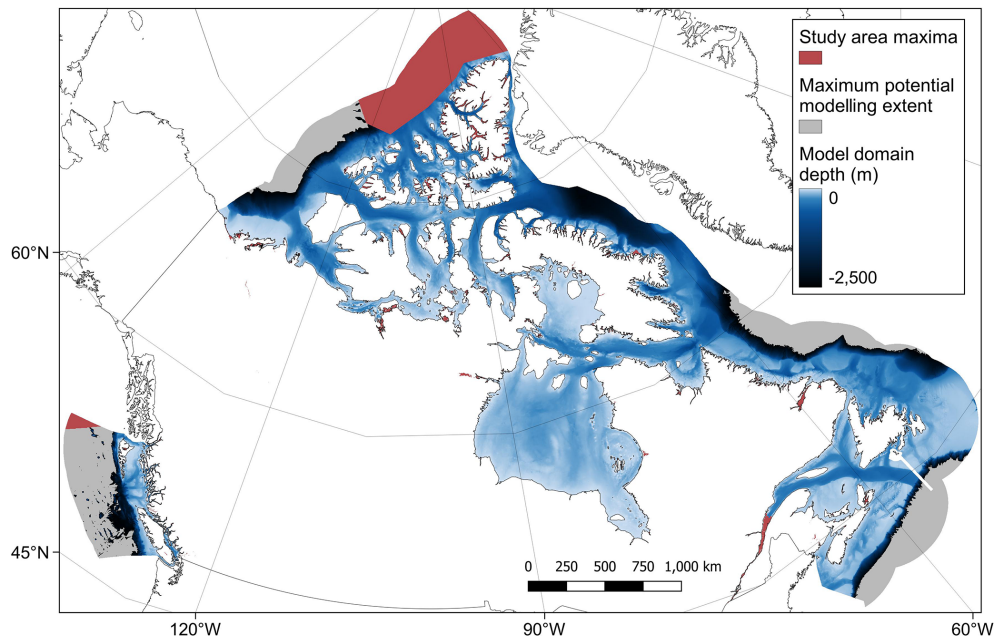 Study area maxima
Maximum potential
modelling extent
Model domain
depth (m)
0
-2,500
60°N
45°N
0 250 500 750 1,000 km
120°W 90°W 60°W